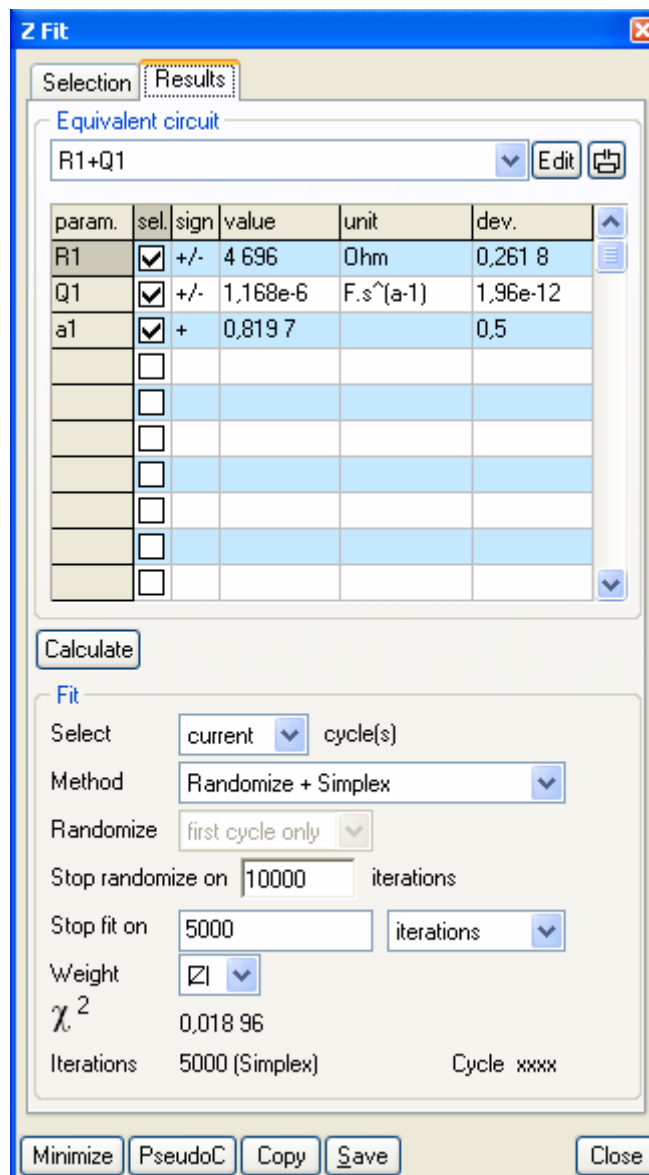 Z Fit
Selection Results
Equivalent circuit
R1+Q1 Edit
param. sel. sign value unit dev.
R1 +/- 4 696 Ohm 0,261 8
Q1 +/- 1,168e-6 F.s^(a-1) 1,96e-12
a1 + 0,819 7 0,5
Calculate
Fit
Select current cycle(s)
Method Randomize + Simplex
Randomize first cycle only
Stop randomize on 10000 iterations
Stop fit on 5000 iterations
Weight |Z|
χ² 0,018 96
Iterations 5000 (Simplex) Cycle xxxx
Minimize PseudoC Copy Save Close